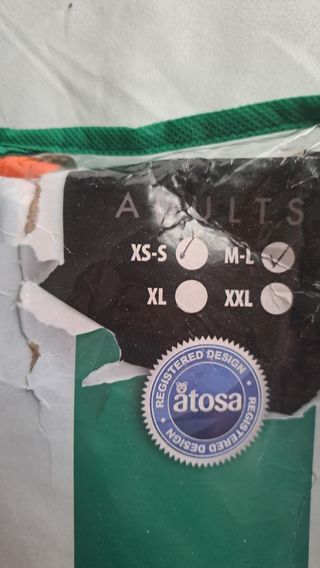 ADULTS
XS-S M-L
XL XXL
REGISTERED DESIGN
atosa
REGISTERED DESIGN